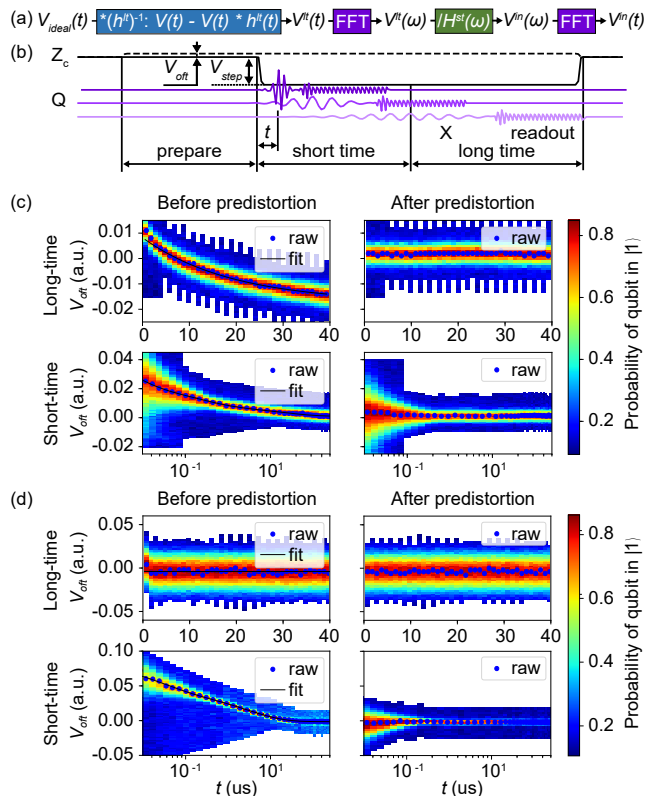 (a) V_ideal(t) *(h^lt)^-1: V(t) - V(t) * h^lt(t) V^lt(t) FFT V^lt(ω) /H^st(ω) V^in(ω) FFT V^in(t)
(b)
Z_c
V_oft V_step
Q
t X readout
prepare short time long time
(c) Before predistortion After predistortion
Long-time
V_oft (a.u.)
0.01
0.00
-0.01
-0.02
raw
fit
raw
0 10 20 30 40
0 10 20 30 40
Short-time
V_oft (a.u.)
0.04
0.02
0.00
-0.02
raw
fit
raw
10^-1 10^1
10^-1 10^1
0.8
0.6
0.4
0.2
Probability of qubit in |1⟩
(d) Before predistortion After predistortion
Long-time
V_oft (a.u.)
0.05
0.00
-0.05
raw
fit
raw
0 10 20 30 40
0 10 20 30 40
Short-time
V_oft (a.u.)
0.10
0.05
0.00
-0.05
raw
fit
raw
10^-1 10^1
10^-1 10^1
t (us) t (us)
0.8
0.6
0.4
0.2
Probability of qubit in |1⟩